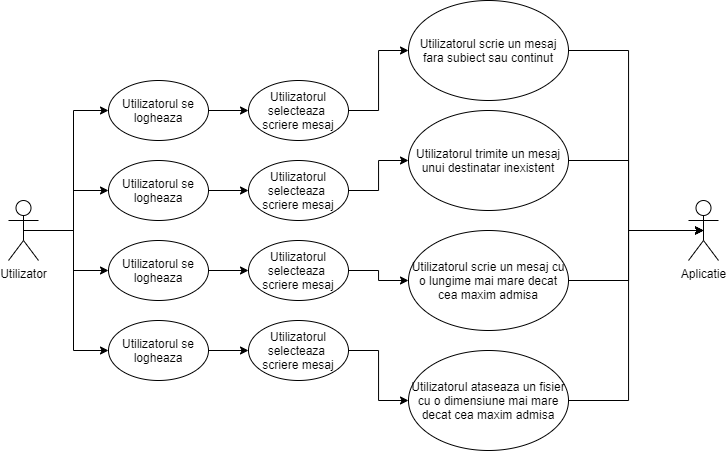 Utilizatorul scrie un mesaj
fara subiect sau continut
Utilizatorul se
logheaza
Utilizatorul
selecteaza
scriere mesaj
Utilizatorul trimite un mesaj
unui destinatar inexistent
Utilizatorul se
logheaza
Utilizatorul
selecteaza
scriere mesaj
Utilizator
Aplicatie
Utilizatorul se
logheaza
Utilizatorul
selecteaza
scriere mesaj
Utilizatorul scrie un mesaj cu
o lungime mai mare decat
cea maxim admisa
Utilizatorul se
logheaza
Utilizatorul
selecteaza
scriere mesaj
Utilizatorul ataseaza un fisier
cu o dimensiune mai mare
decat cea maxim admisa